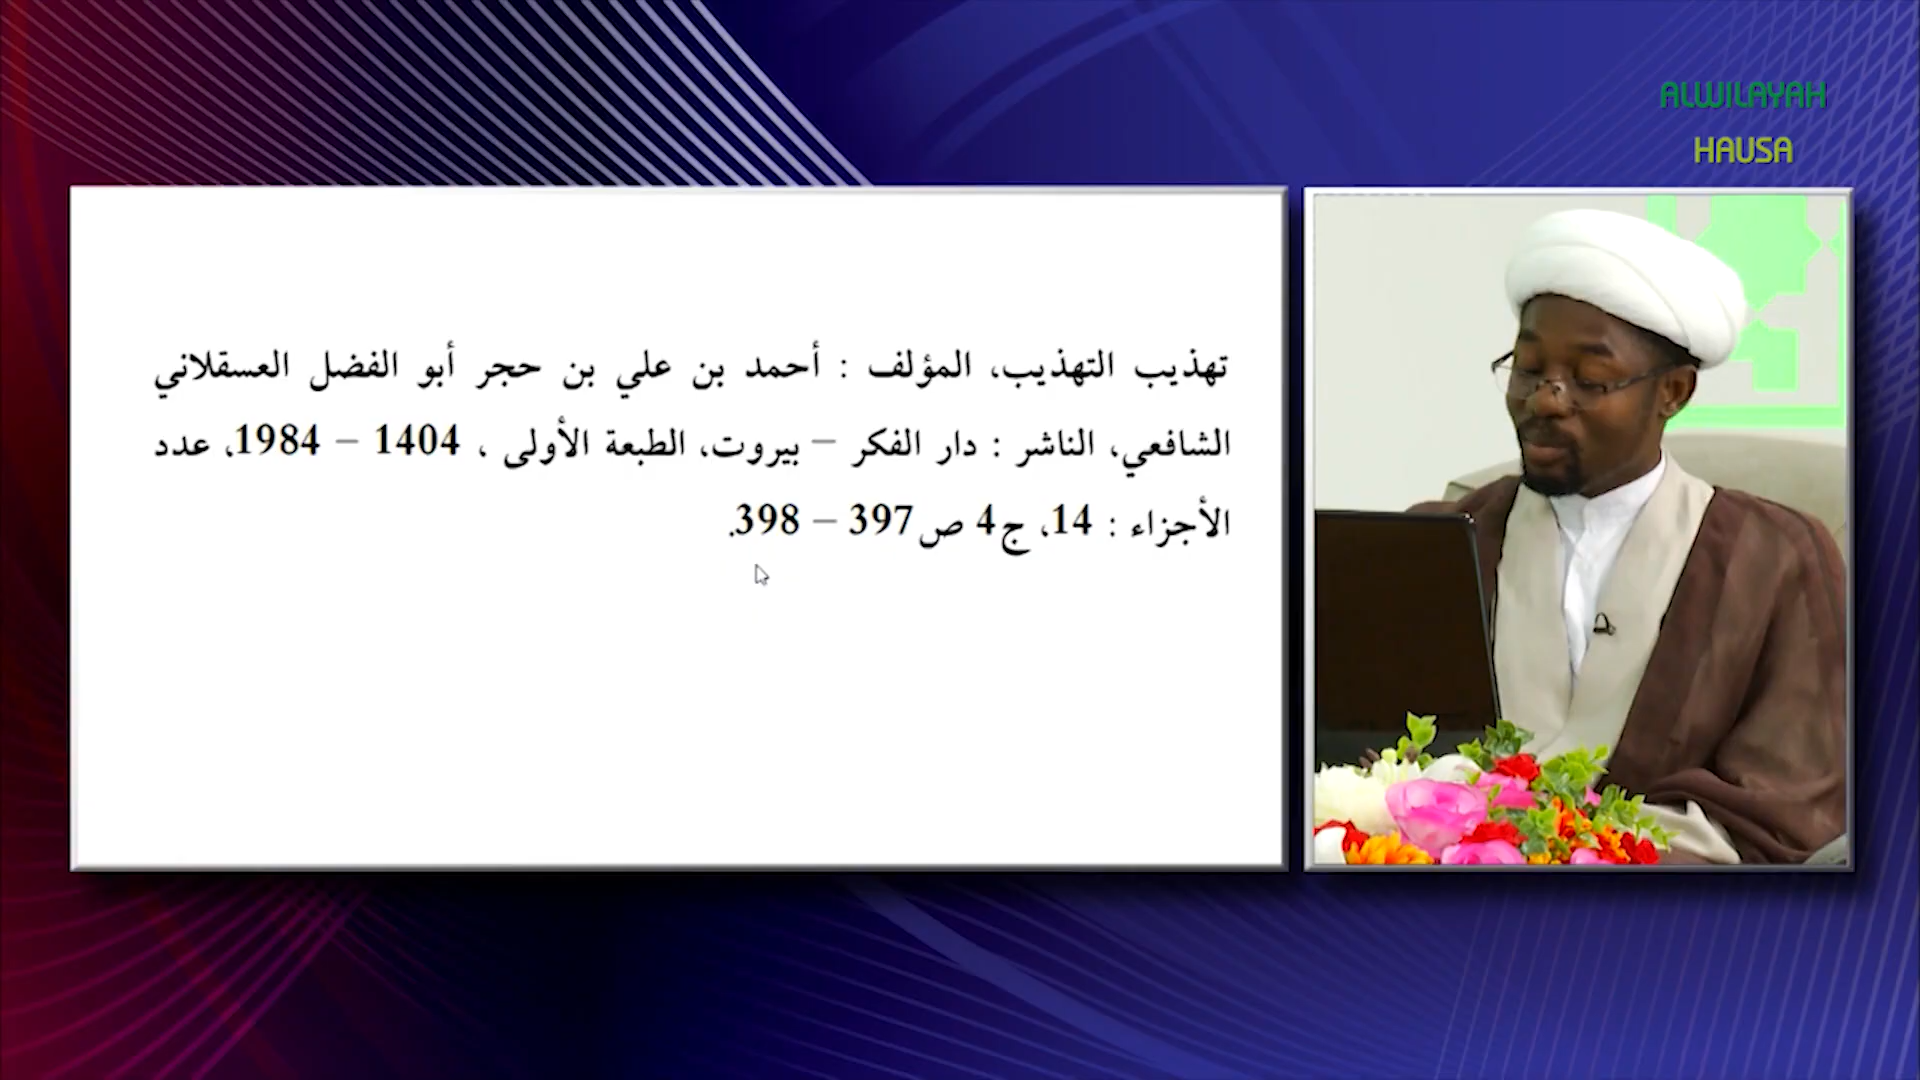 ALWILAYAH
HAUSA
تهذيب التهذيب، المؤلف : أحمد بن علي بن حجر أبو الفضل العسقلاني
الشافعي، الناشر : دار الفكر – بيروت، الطبعة الأولى ، 1404 – 1984، عدد
الأجزاء : 14، ج4 ص397 – 398.